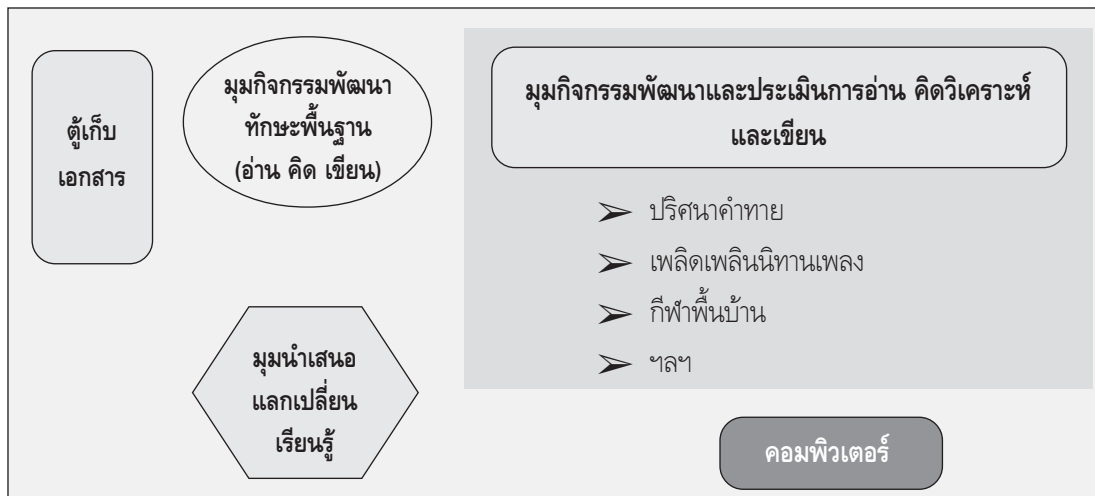 ตู้เก็บ
เอกสาร
มุมกิจกรรมพัฒนา
ทักษะพื้นฐาน
(อ่าน คิด เขียน)
มุมกิจกรรมพัฒนาและประเมินการอ่าน คิดวิเคราะห์
และเขียน
➢ ปริศนาคำทาย
➢ เพลิดเพลินนิทานเพลง
➢ กีฬาพื้นบ้าน
➢ ฯลฯ
มุมนำเสนอ
แลกเปลี่ยน
เรียนรู้
คอมพิวเตอร์